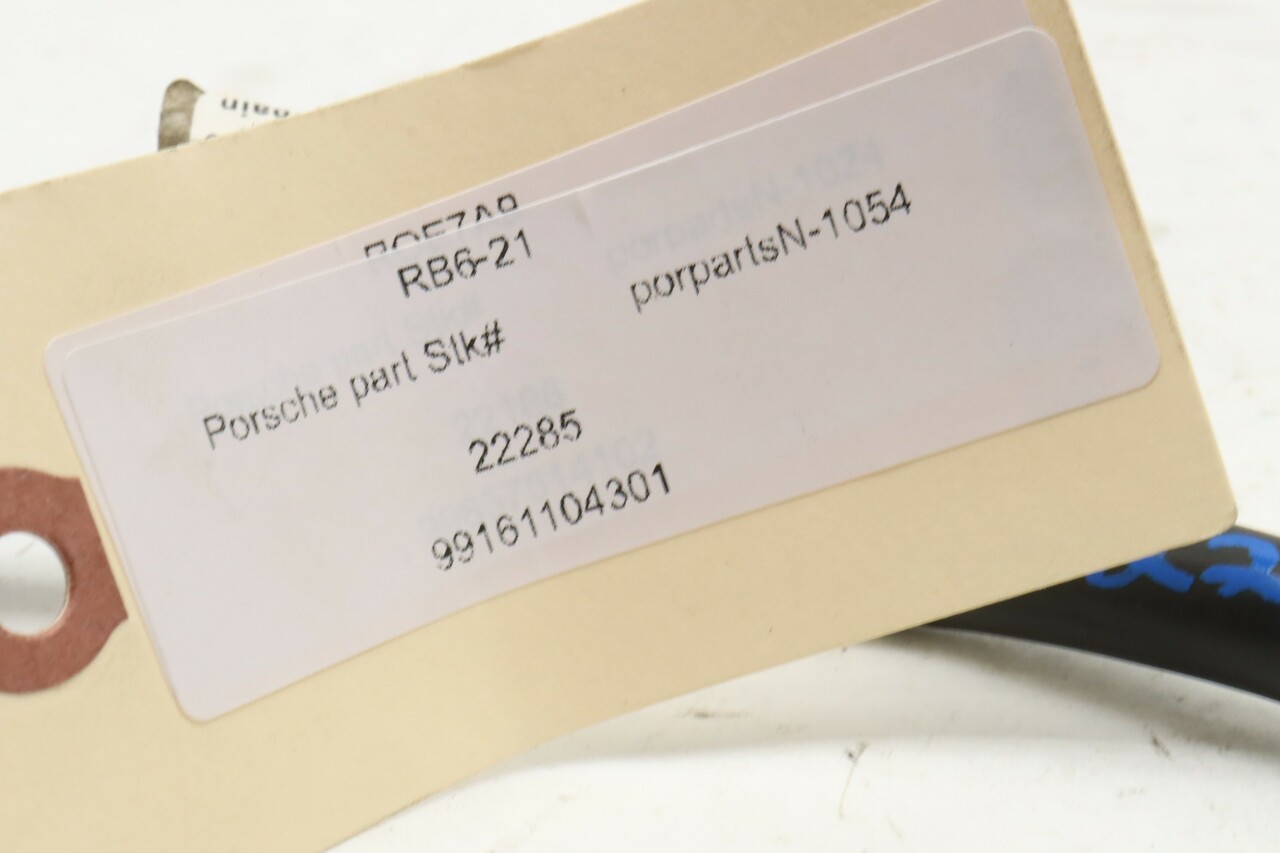 RB6-21
porpartsN-1054
Porsche part Stk#
22285
99161104301